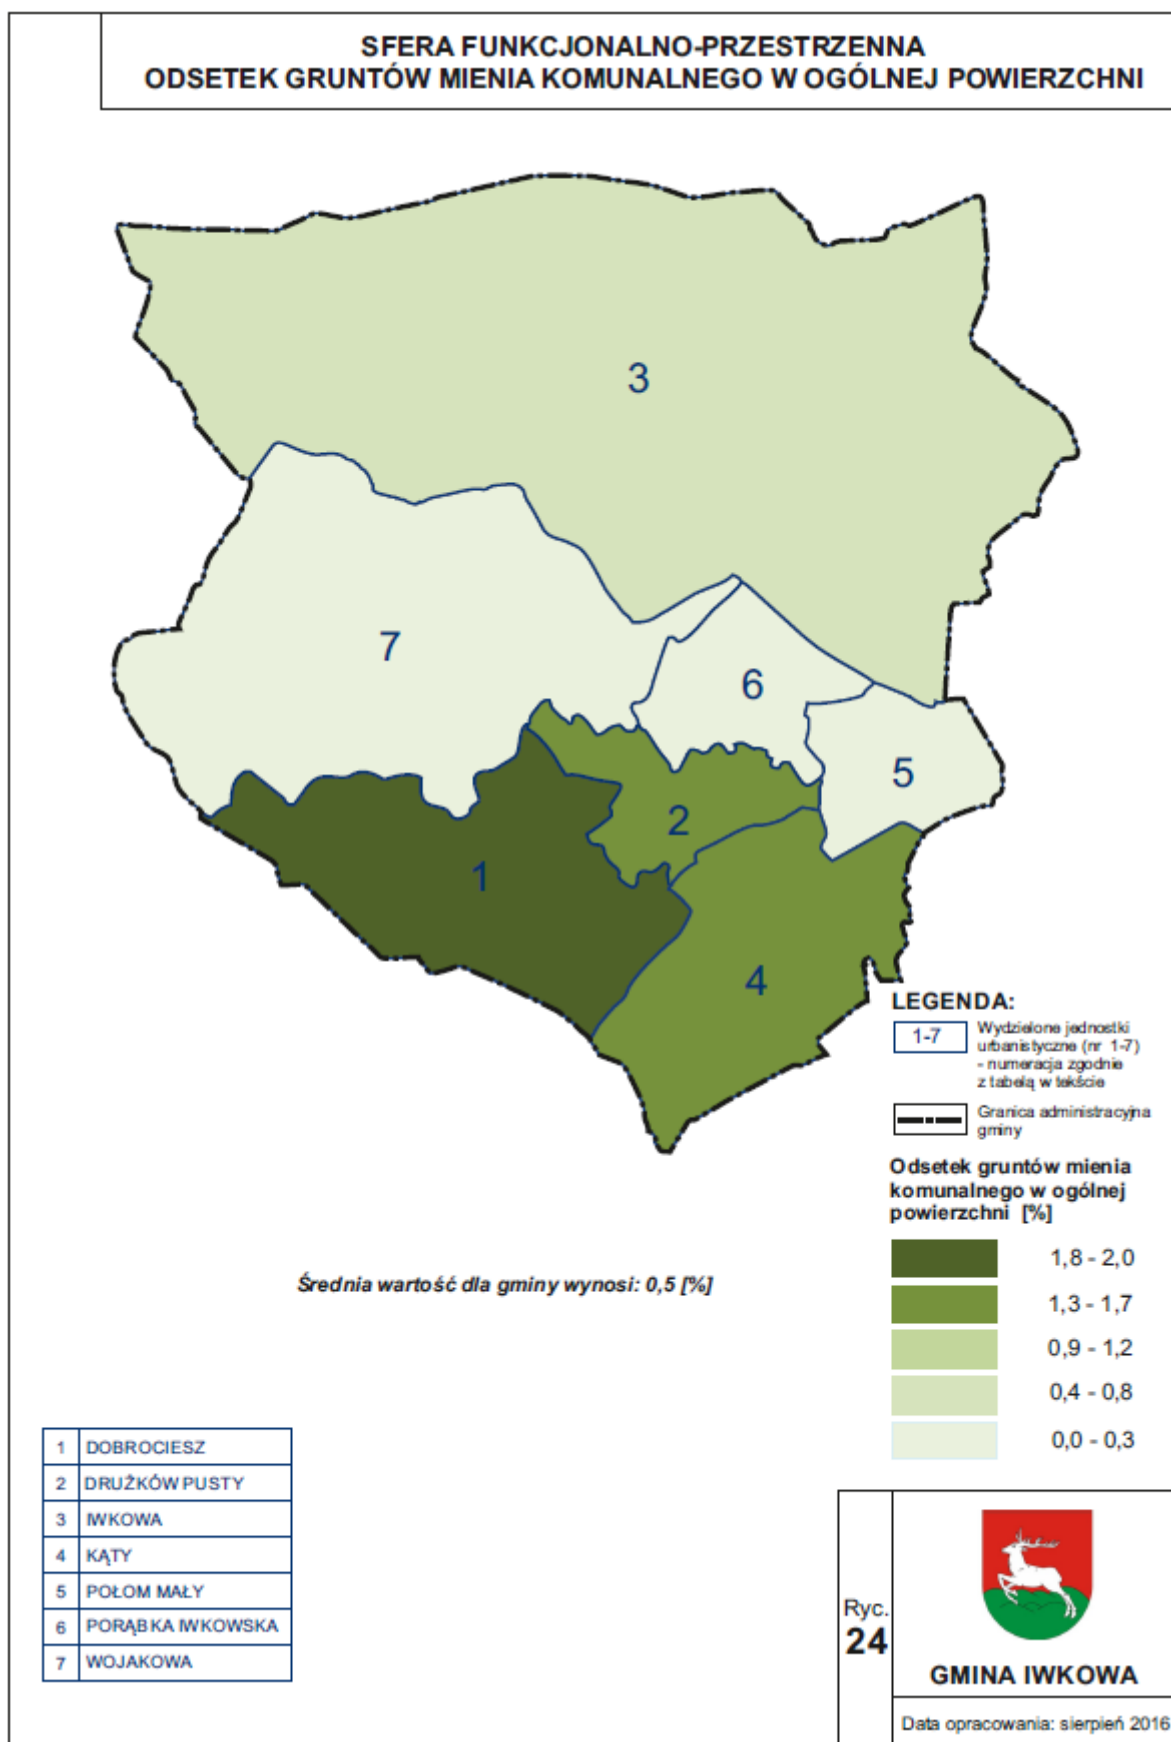 SFERA FUNKCJONALNO-PRZESTRZENNA
ODSETEK GRUNTÓW MIENIA KOMUNALNEGO W OGÓLNEJ POWIERZCHNI
3
7
6
5
2
1
4
LEGENDA:
1-7
Wydzielone jednostki
urbanistyczne (nr 1-7)
- numeracja zgodnie
z tabelą w tekście
Granica administracyjna
gminy
Odsetek gruntów mienia
komunalnego w ogólnej
powierzchni [%]
1,8 - 2,0
1,3 - 1,7
0,9 - 1,2
0,4 - 0,8
0,0 - 0,3
Średnia wartość dla gminy wynosi: 0,5 [%]
1 DOBROCIESZ
2 DRUŻKÓW PUSTY
3 IWKOWA
4 KĄTY
5 POŁOM MAŁY
6 PORĄBKA IWKOWSKA
7 WOJAKOWA
Ryc.
24
GMINA IWKOWA
Data opracowania: sierpień 2016